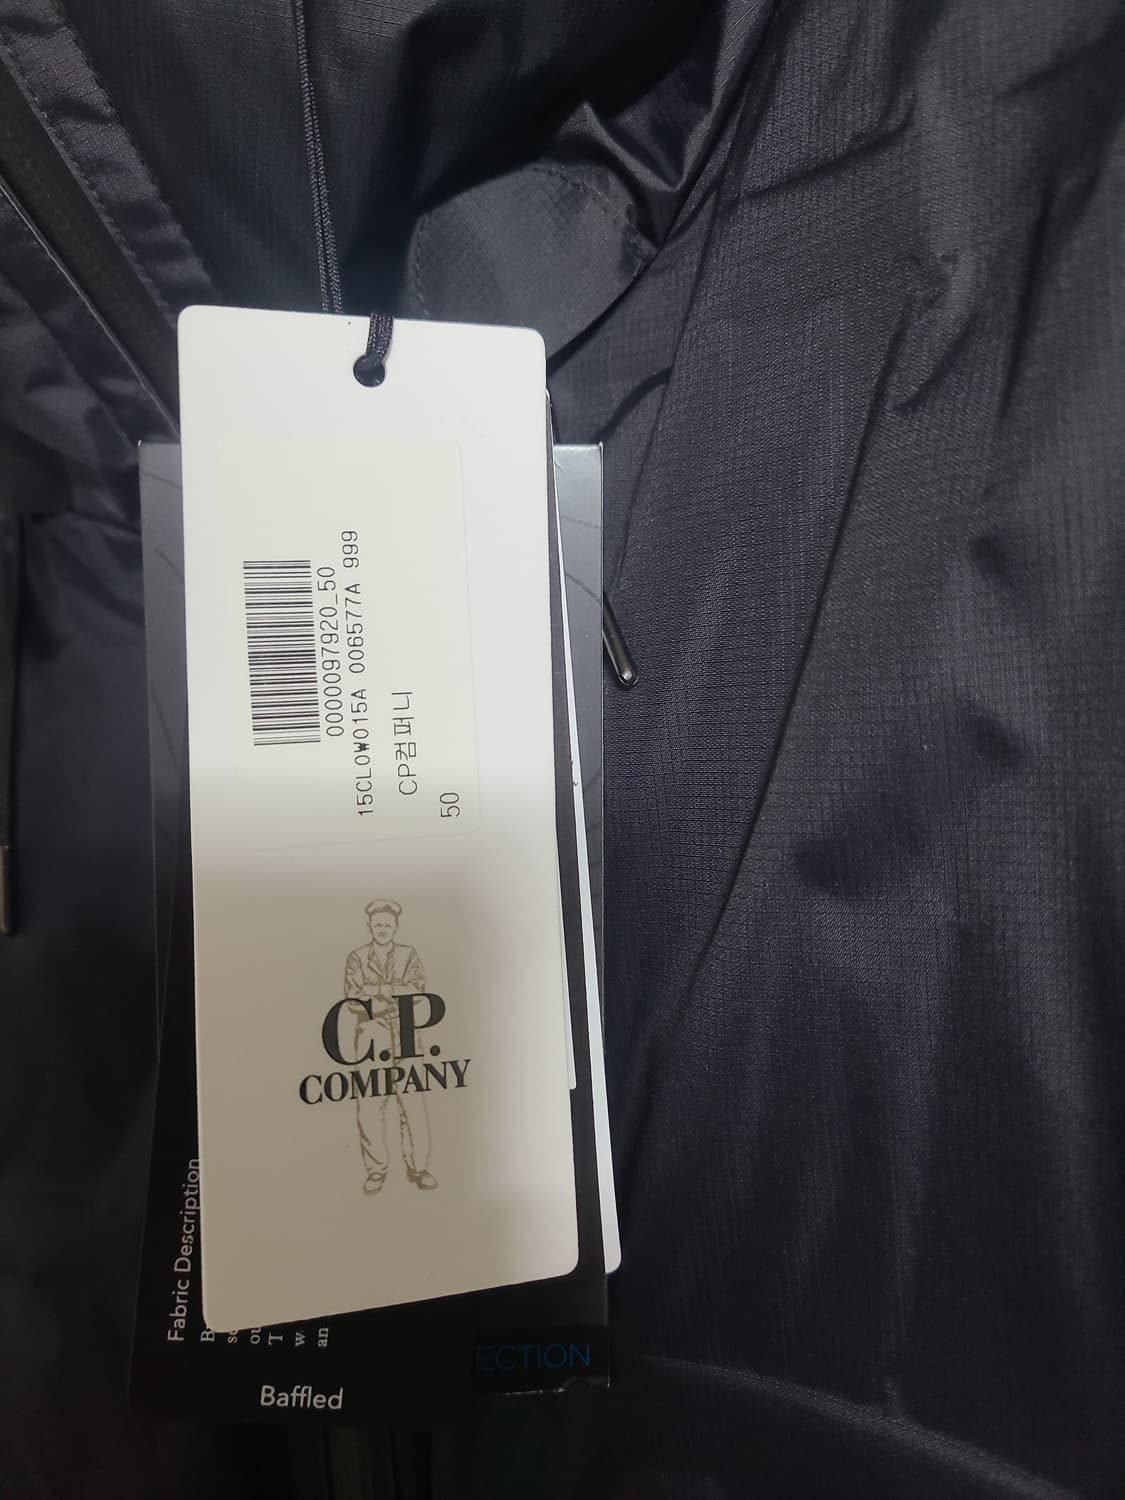 0000097920_50
15CLOW015A 006577A 999
CP컴퍼니
50
C.P.
COMPANY
Fabric Description
Baffled
ECTION